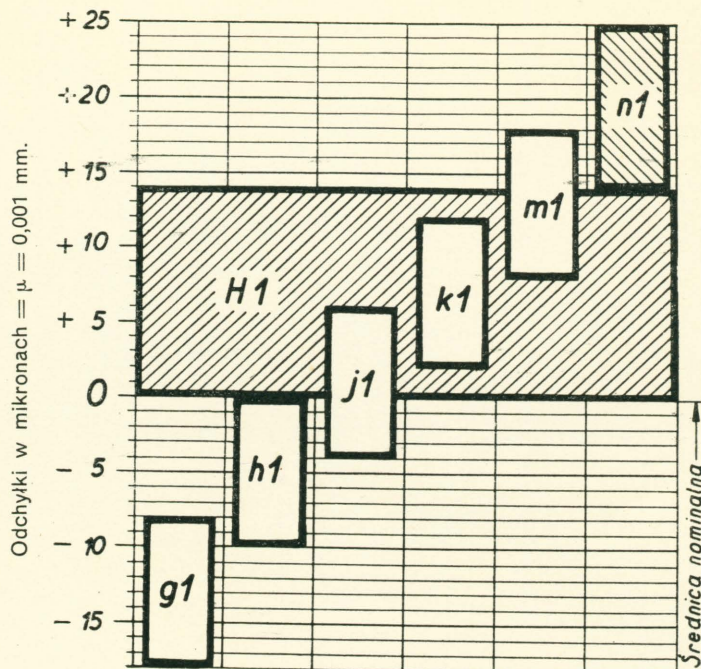 Odchyłki w mikronach = μ = 0,001 mm.
+ 25
+ 20
+ 15
+ 10
+ 5
0
- 5
- 10
- 15
n1
m1
H1
k1
j1
h1
g1
Średnica nominalna